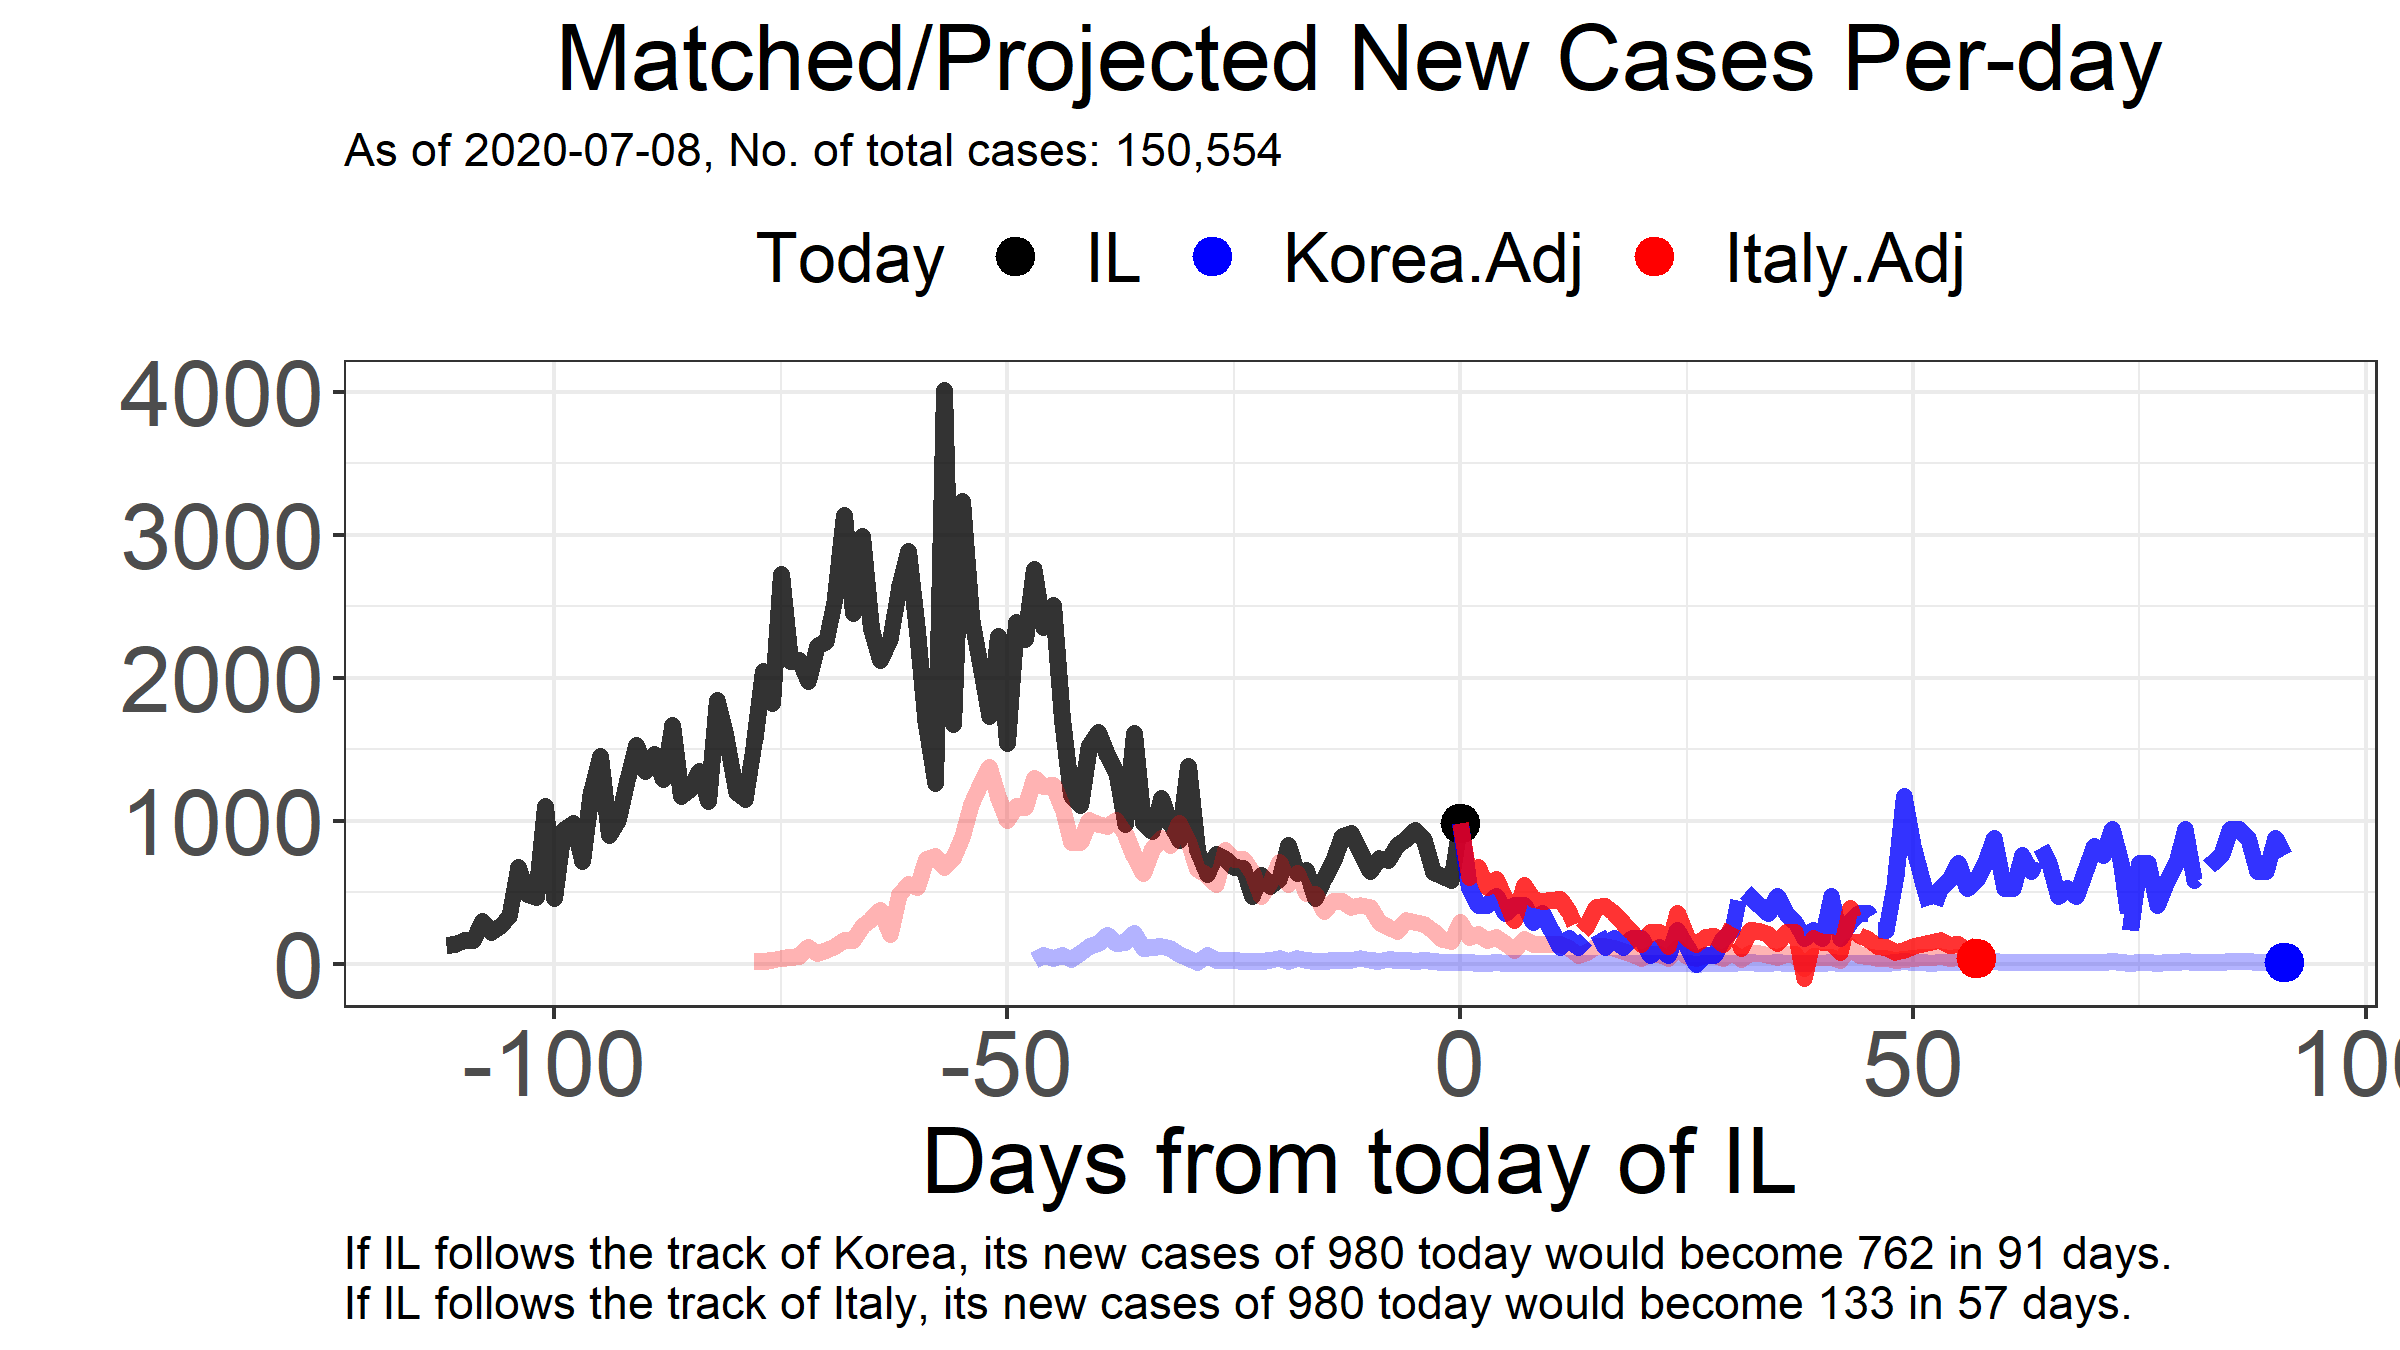 Matched/Projected New Cases Per-day
As of 2020-07-08, No. of total cases: 150,554
Today IL Korea.Adj Italy.Adj
4000
3000
2000
1000
0
-100 -50 0 50 100
Days from today of IL
If IL follows the track of Korea, its new cases of 980 today would become 762 in 91 days.
If IL follows the track of Italy, its new cases of 980 today would become 133 in 57 days.